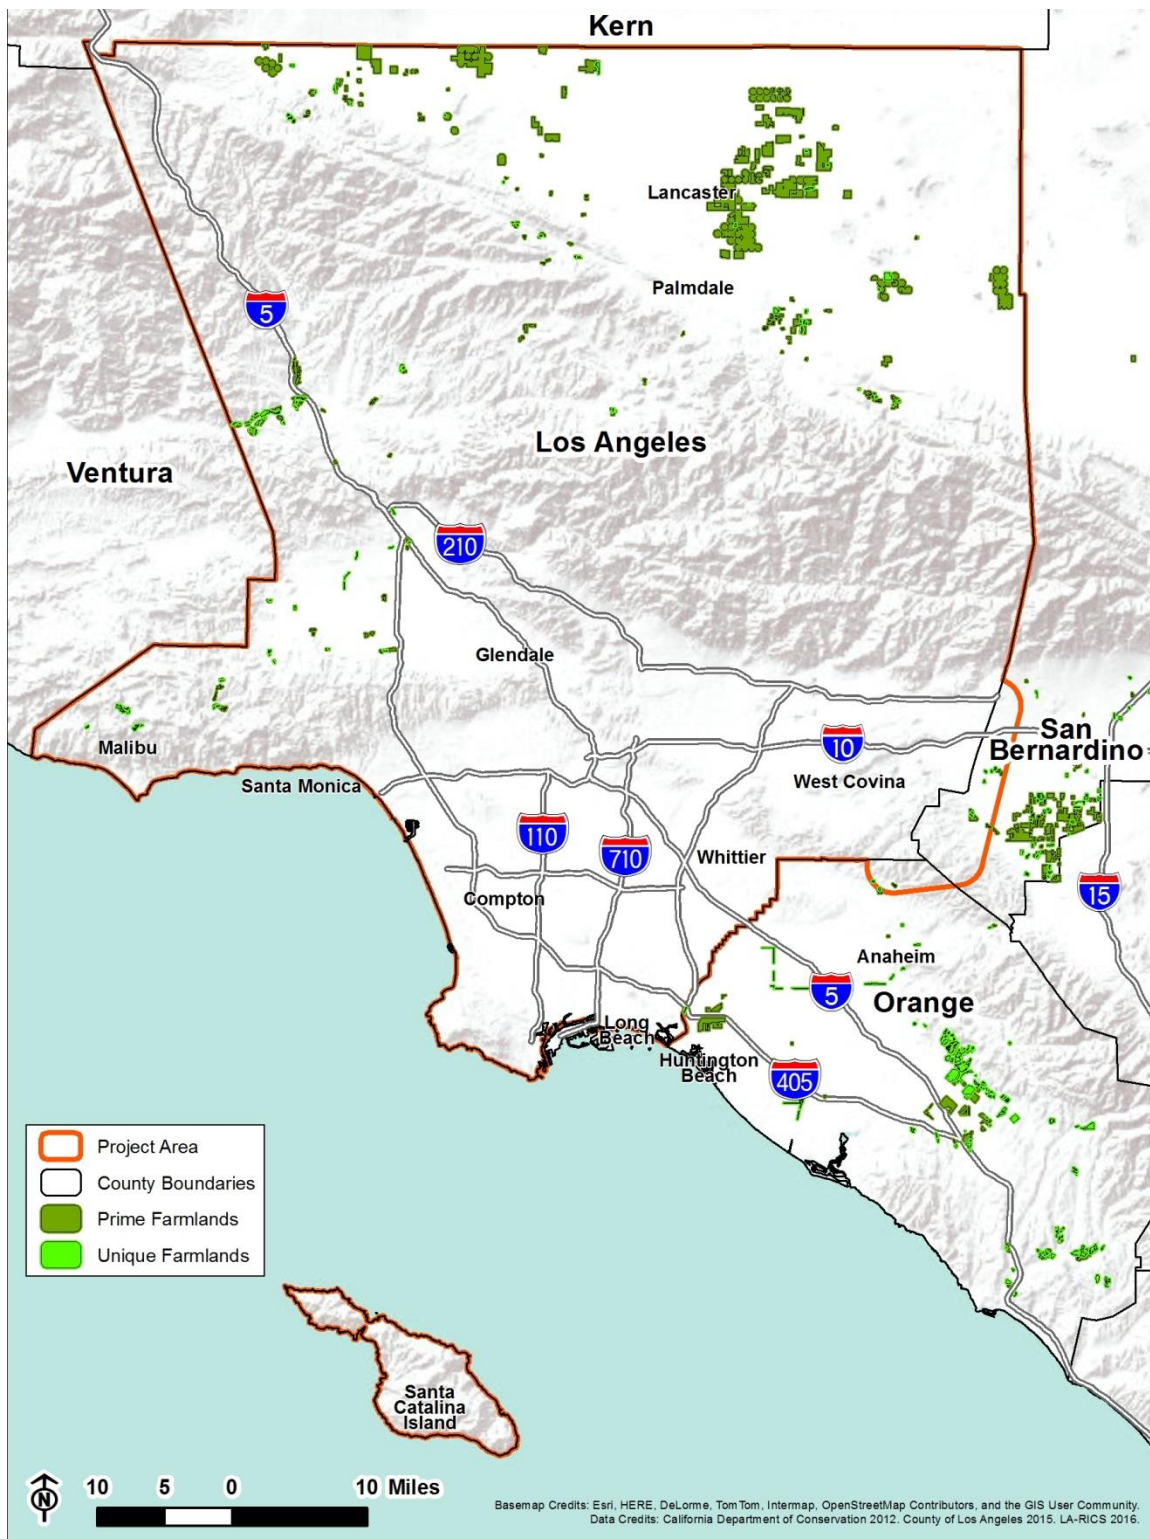 Kern
Lancaster
Palmdale
5
Los Angeles
Ventura
210
Glendale
Malibu
Santa Monica
10
San
Bernardino
West Covina
110
710
Whittier
Compton
15
Anaheim
5
Orange
Long
Beach
Huntington
Beach
405
Project Area
County Boundaries
Prime Farmlands
Unique Farmlands
Santa
Catalina
Island
N
10 5 0 10 Miles
Basemap Credits: Esri, HERE, DeLorme, TomTom, Intermap, OpenStreetMap Contributors, and the GIS User Community.
Data Credits: California Department of Conservation 2012. County of Los Angeles 2015. LA-RICS 2016.